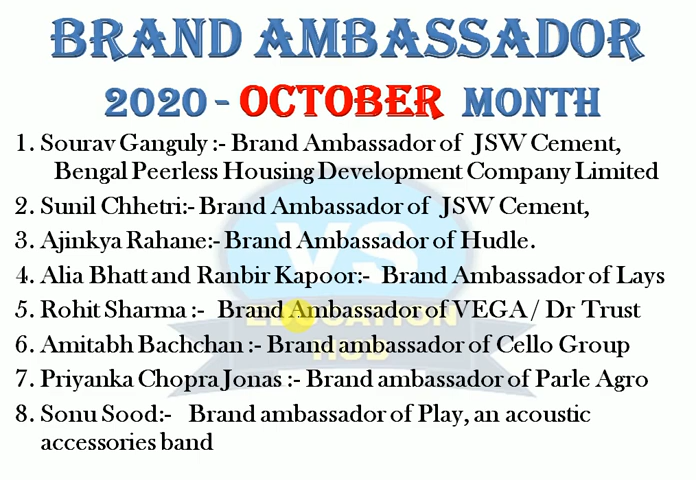 BRAND AMBASSADOR
2020 - OCTOBER MONTH
1. Sourav Ganguly :- Brand Ambassador of JSW Cement,
Bengal Peerless Housing Development Company Limited
2. Sunil Chhetri:- Brand Ambassador of JSW Cement,
3. Ajinkya Rahane:- Brand Ambassador of Hudle.
4. Alia Bhatt and Ranbir Kapoor:- Brand Ambassador of Lays
5. Rohit Sharma :- Brand Ambassador of VEGA / Dr Trust
6. Amitabh Bachchan :- Brand ambassador of Cello Group
7. Priyanka Chopra Jonas :- Brand ambassador of Parle Agro
8. Sonu Sood:- Brand ambassador of Play, an acoustic
accessories band
VS
EDUCATION
HUB